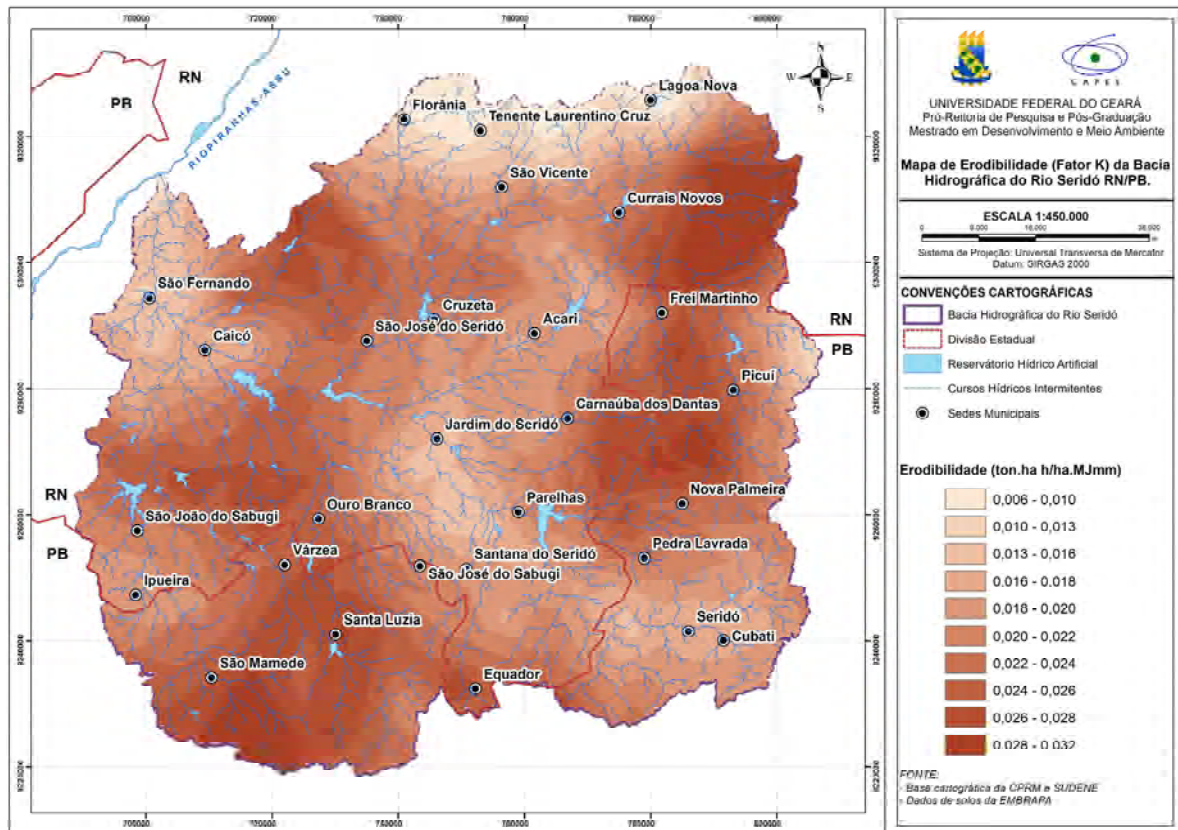 RN
PB
RIO PIRANHAS-ASSU
N
W E
S
Florânia
Lagoa Nova
Tenente Laurentino Cruz
São Vicente
Currais Novos
São Fernando
Cruzeta
São José do Seridó
Acari
Frei Martinho
RN
PB
Caicó
Picuí
Carnaúba dos Dantas
Jardim do Seridó
Nova Palmeira
Parelhas
Ouro Branco
RN
PB
São João do Sabugi
Várzea
Santana do Seridó
Pedra Lavrada
São José do Sabugi
Ipueira
Santa Luzia
Seridó
Cubati
São Mamede
Equador
CAPES
UNIVERSIDADE FEDERAL DO CEARÁ
Pró-Reitoria de Pesquisa e Pós-Graduação
Mestrado em Desenvolvimento e Meio Ambiente
Mapa de Erodibilidade (Fator K) da Bacia
Hidrográfica do Rio Seridó RN/PB.
ESCALA 1:450.000
Sistema de Projeção: Universal Transversa de Mercator
Datum: SIRGAS 2000
CONVENÇÕES CARTOGRÁFICAS
Bacia Hidrográfica do Rio Seridó
Divisão Estadual
Reservatório Hídrico Artificial
Cursos Hídricos Intermitentes
Sedes Municipais
Erodibilidade (ton.ha h/ha.MJmm)
0,006 - 0,010
0,010 - 0,013
0,013 - 0,016
0,016 - 0,018
0,018 - 0,020
0,020 - 0,022
0,022 - 0,024
0,024 - 0,026
0,026 - 0,028
0,028 - 0,032
FONTE:
- Base cartográfica da CPRM e SUDENE
- Dados de solos da EMBRAPA